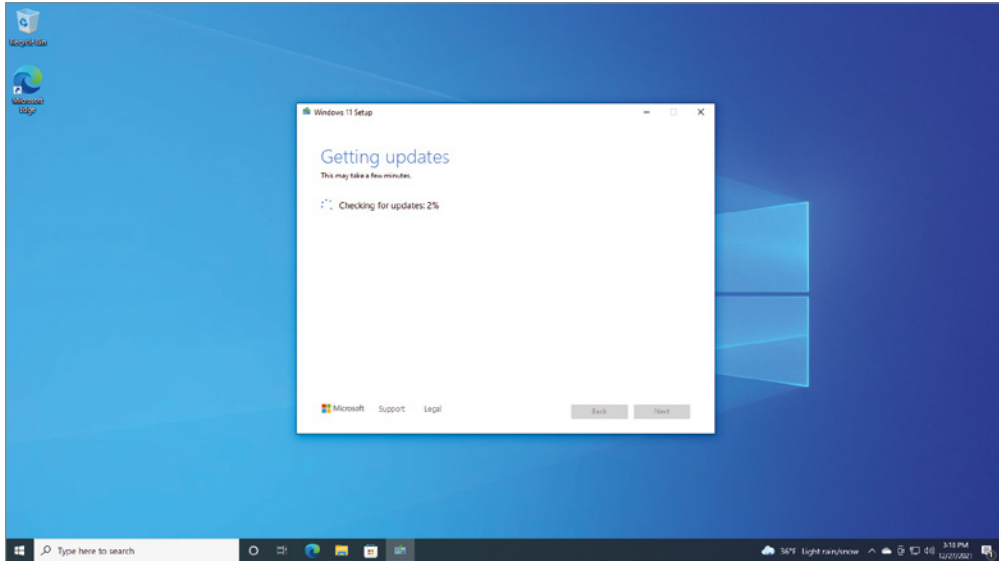 Recycle Bin
Microsoft
Edge
Windows 11 Setup
Getting updates
This may take a few minutes.
Checking for updates: 2%
Microsoft Support Legal
Back Next
Type here to search
36°F Light rain/snow
3:10 PM
12/27/2021